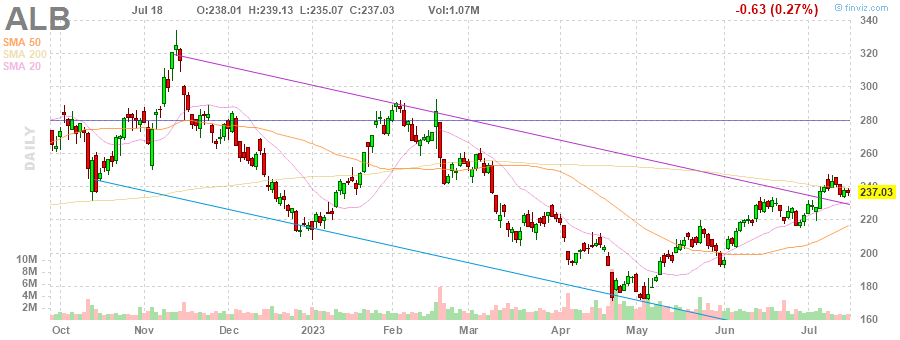 ALB
Jul 18 O:238.01 H:239.13 L:235.07 C:237.03 Vol:1.07M -0.63 (0.27%) © finviz.com
SMA 50
SMA 200
SMA 20
DAILY
340
320
300
280
260
240
237.03
220
200
180
160
10M
8M
6M
4M
2M
Oct Nov Dec 2023 Feb Mar Apr May Jun Jul